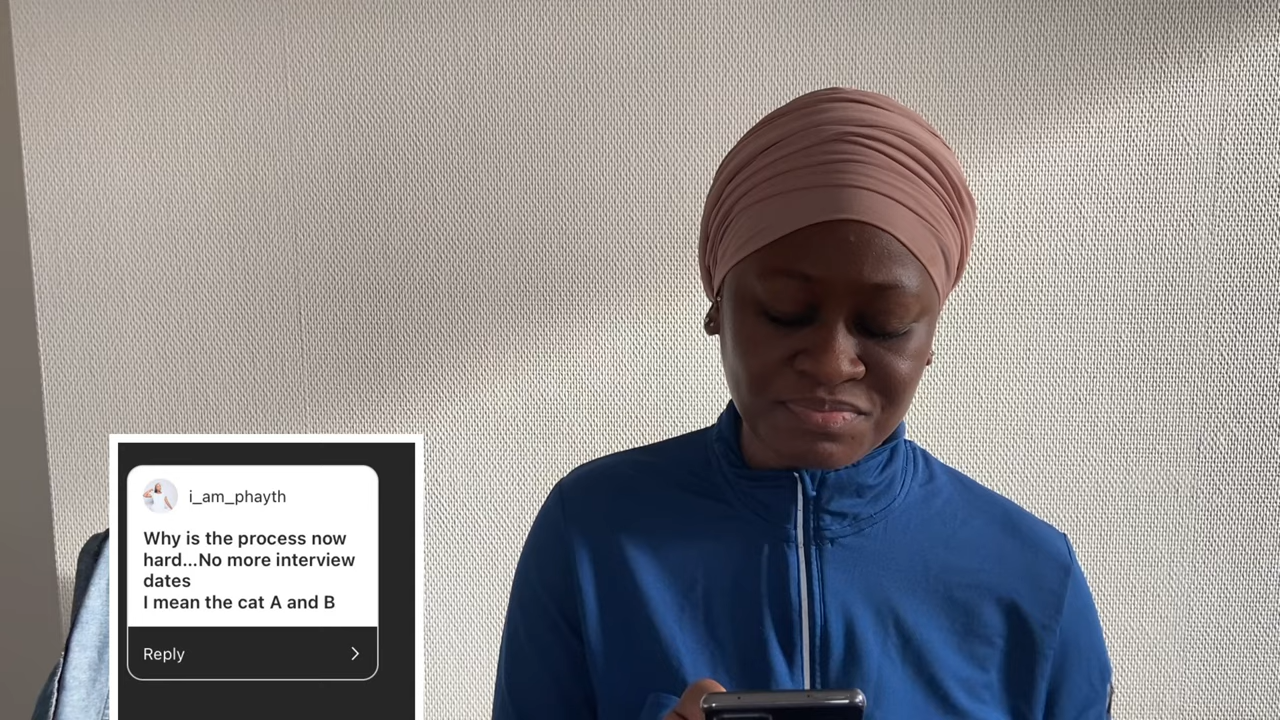 i_am_phayth
Why is the process now
hard...No more interview
dates
I mean the cat A and B
Reply